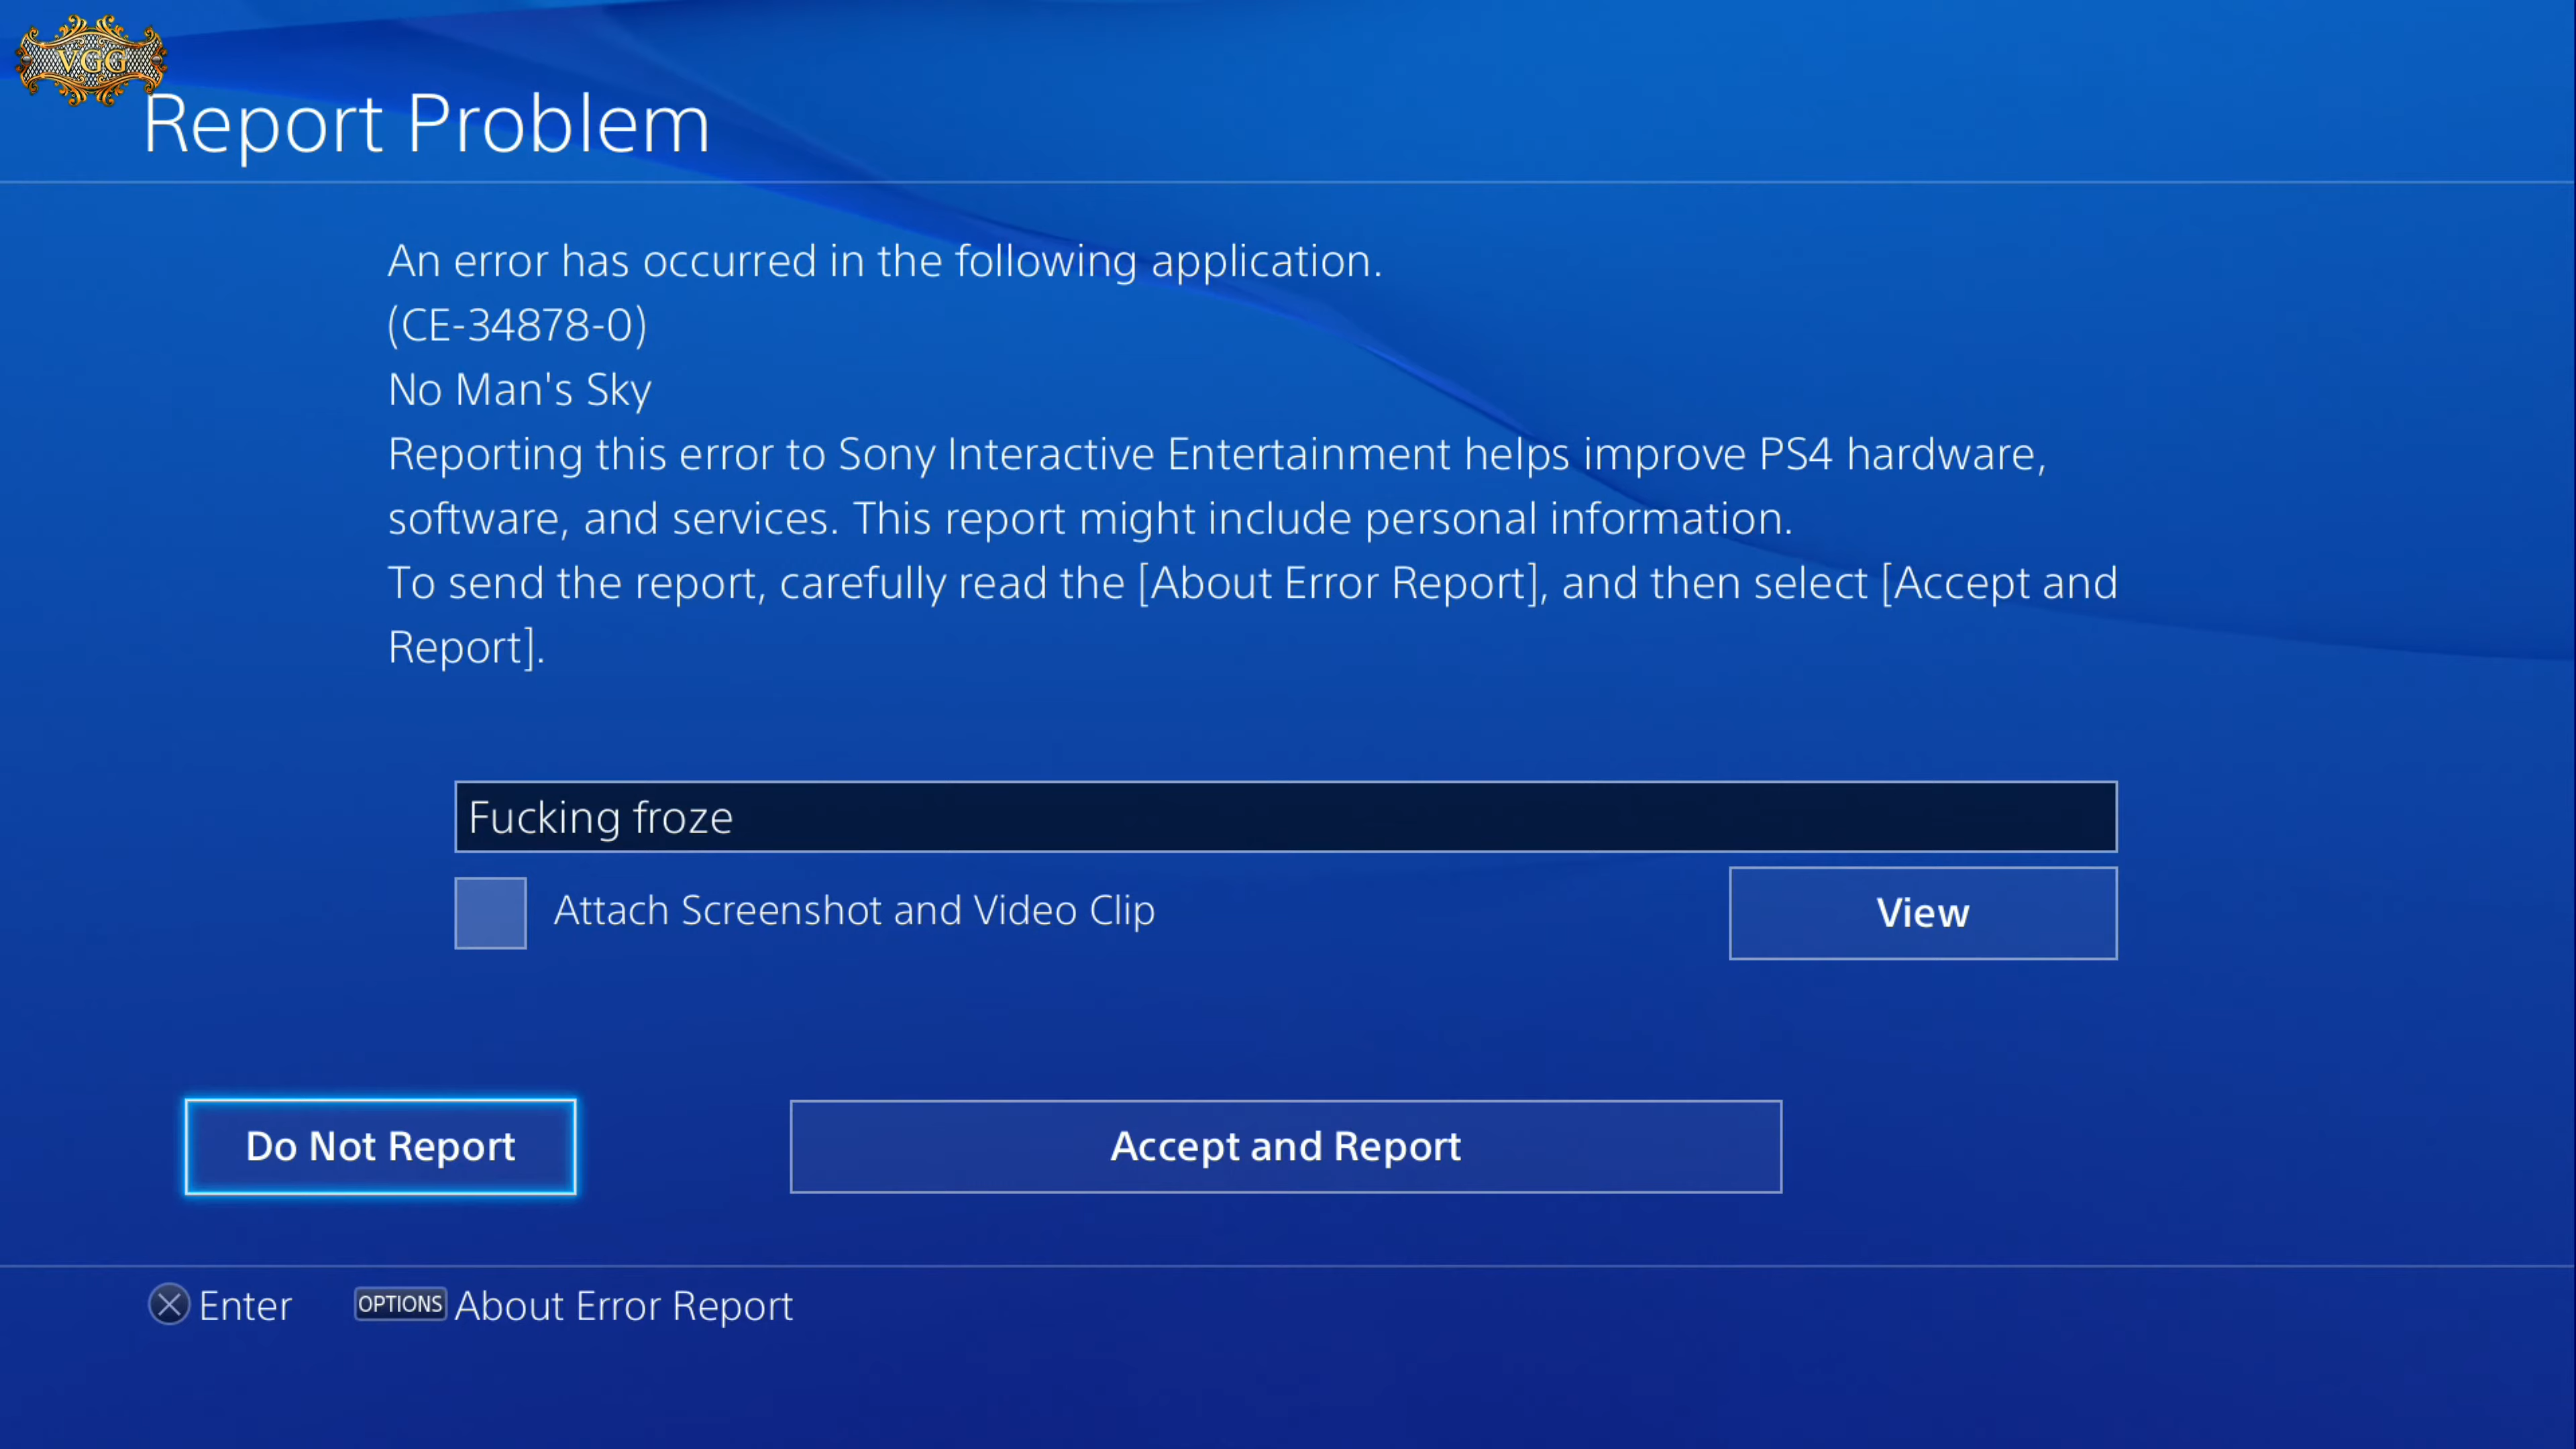 VGG
Report Problem
An error has occurred in the following application.
(CE-34878-0)
No Man's Sky
Reporting this error to Sony Interactive Entertainment helps improve PS4 hardware,
software, and services. This report might include personal information.
To send the report, carefully read the [About Error Report], and then select [Accept and
Report].
Fucking froze
Attach Screenshot and Video Clip
View
Do Not Report
Accept and Report
Enter
OPTIONS About Error Report